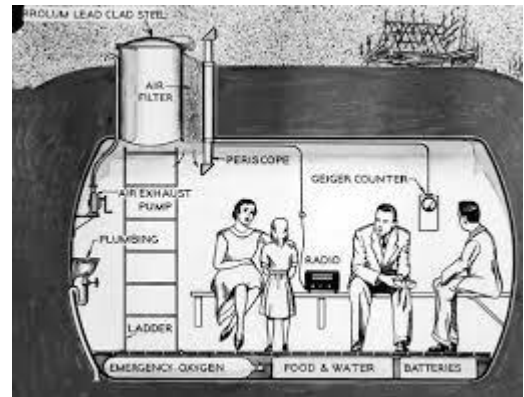 RROLUM LEAD CLAD STEEL
AIR
FILTER
PERISCOPE
GEIGER COUNTER
AIR EXHAUST
PUMP
PLUMBING
RADIO
LADDER
EMERGENCY OXYGEN
FOOD & WATER
BATTERIES